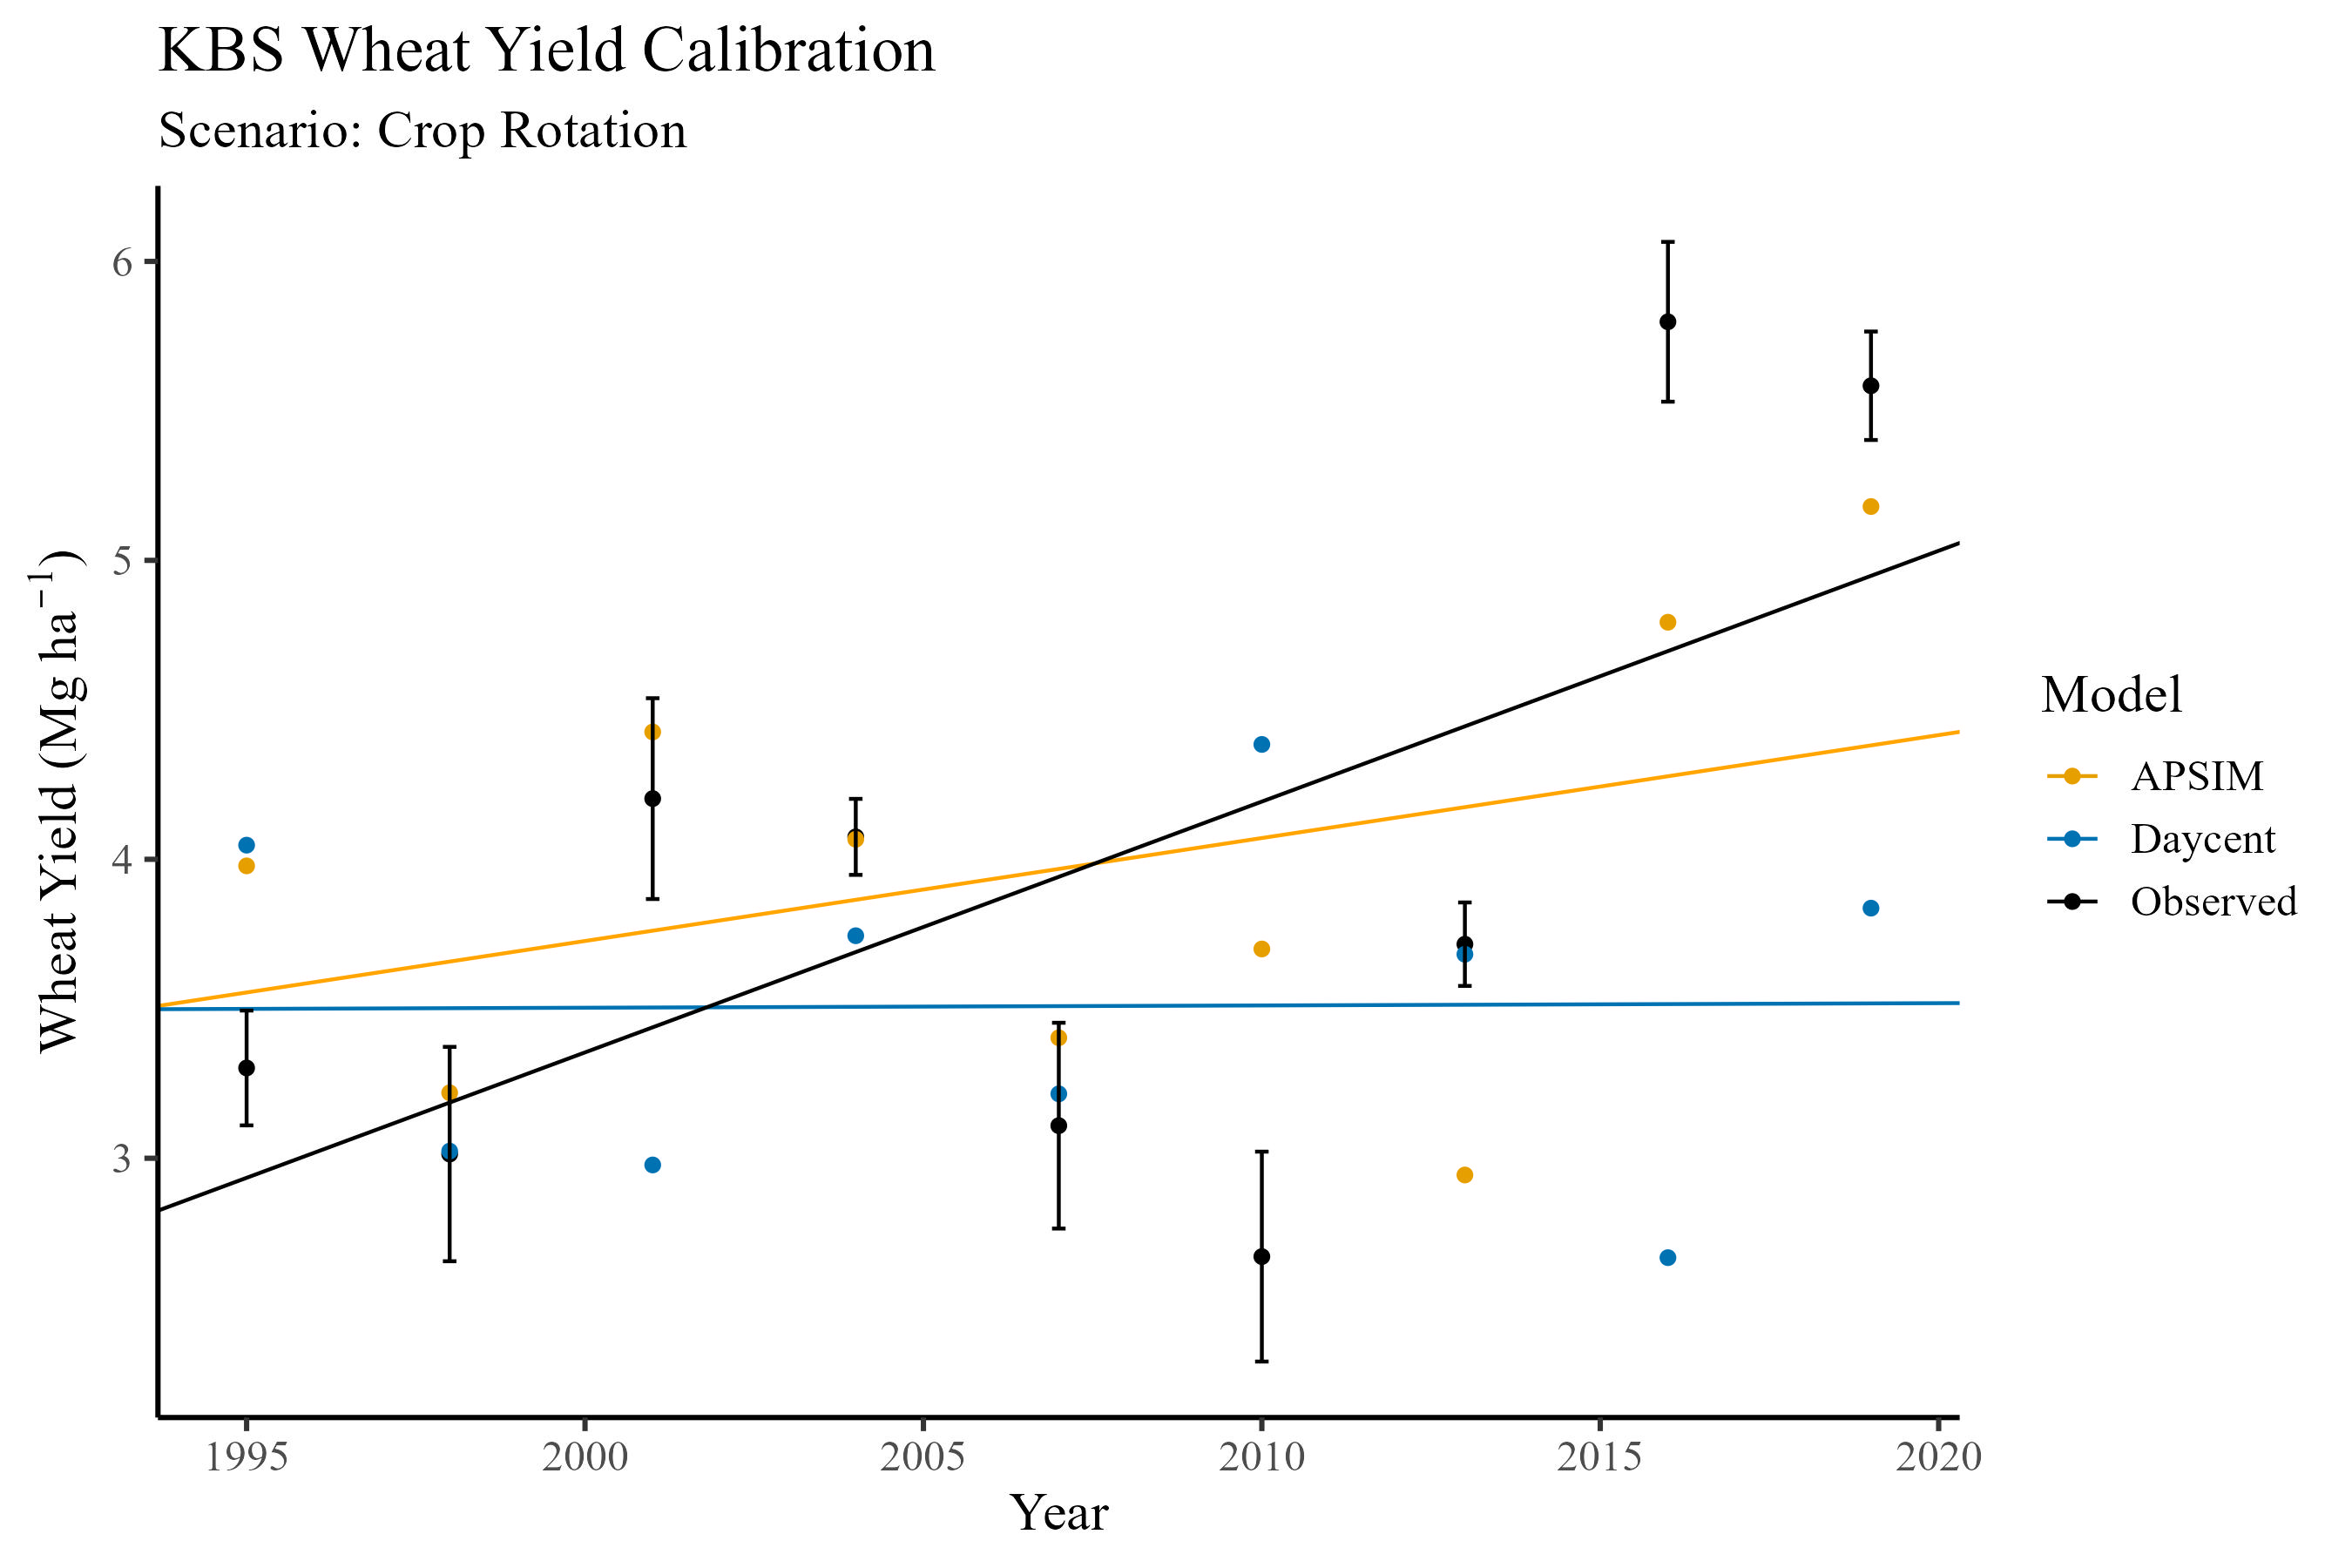 KBS Wheat Yield Calibration
Scenario: Crop Rotation
Wheat Yield (Mg ha⁻¹)
6
5
4
3
1995 2000 2005 2010 2015 2020
Year
Model
APSIM
Daycent
Observed